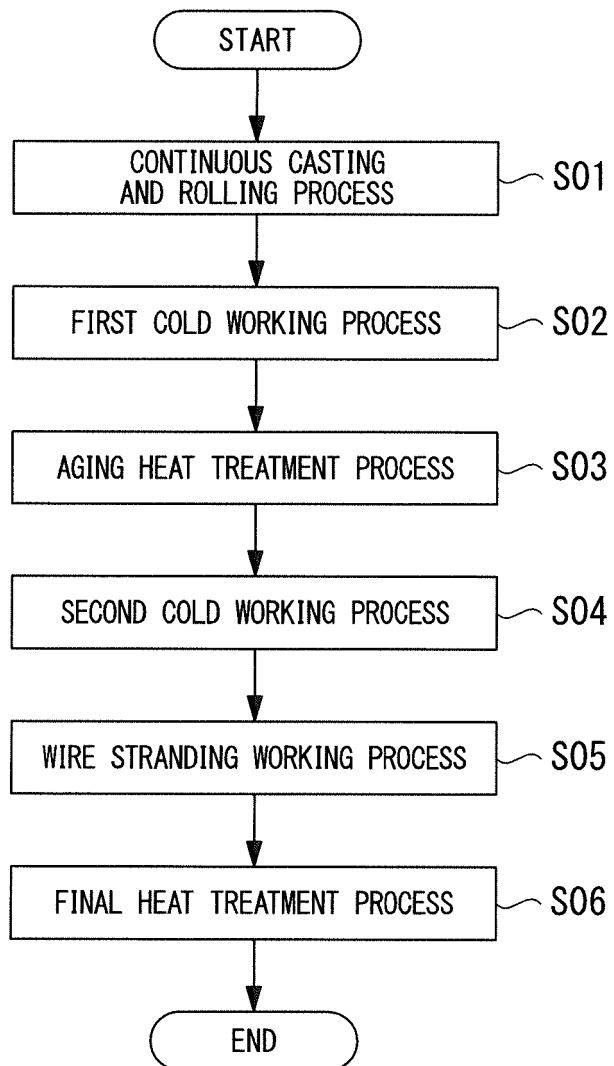 START
CONTINUOUS CASTING
AND ROLLING PROCESS
S01
FIRST COLD WORKING PROCESS
S02
AGING HEAT TREATMENT PROCESS
S03
SECOND COLD WORKING PROCESS
S04
WIRE STRANDING WORKING PROCESS
S05
FINAL HEAT TREATMENT PROCESS
S06
END